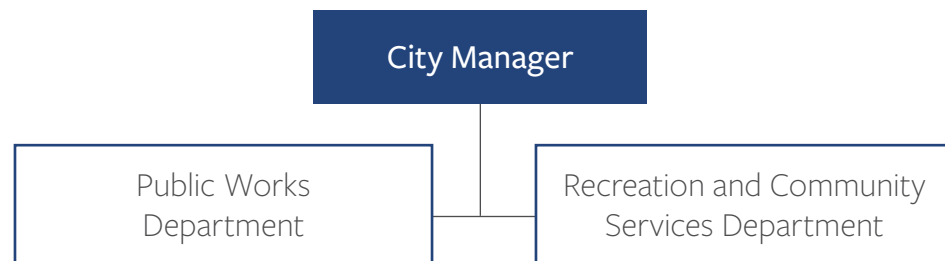 City Manager
Public Works
Department
Recreation and Community
Services Department